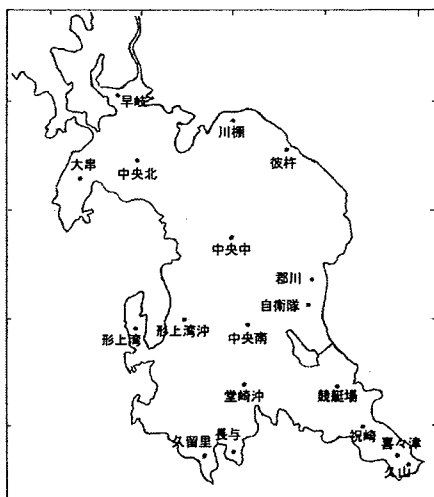 早岐
川棚
彼杵
大串
中央北
中央中
郡川
自衛隊
形上湾
形上湾沖
中央南
堂崎沖
競艇場
祝崎
久留里
長与
喜々津
久山